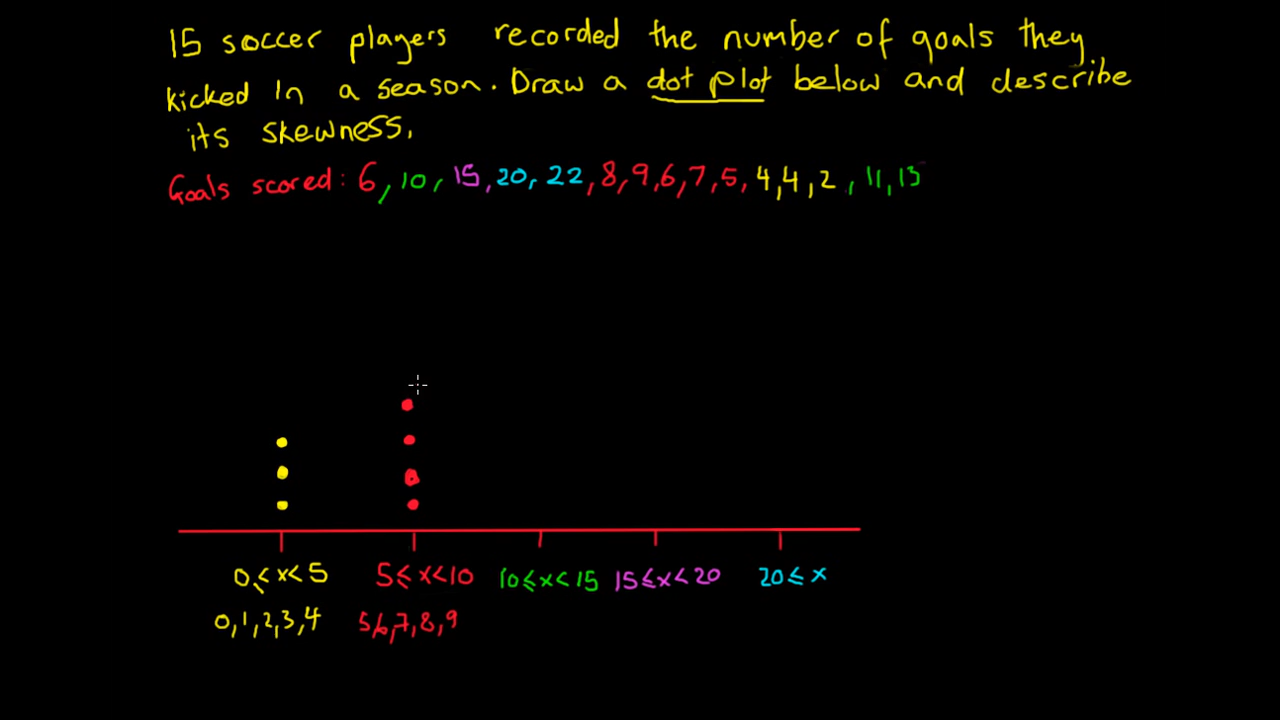 15 soccer players recorded the number of goals they
kicked in a season. Draw a dot plot below and describe
its skewness.
Goals scored: 6, 10, 15, 20, 22, 8, 9, 6, 7, 5, 4, 4, 2, 11, 13
0≤x<5 5≤x<10 10≤x<15 15≤x<20 20≤x
0,1,2,3,4 5,6,7,8,9